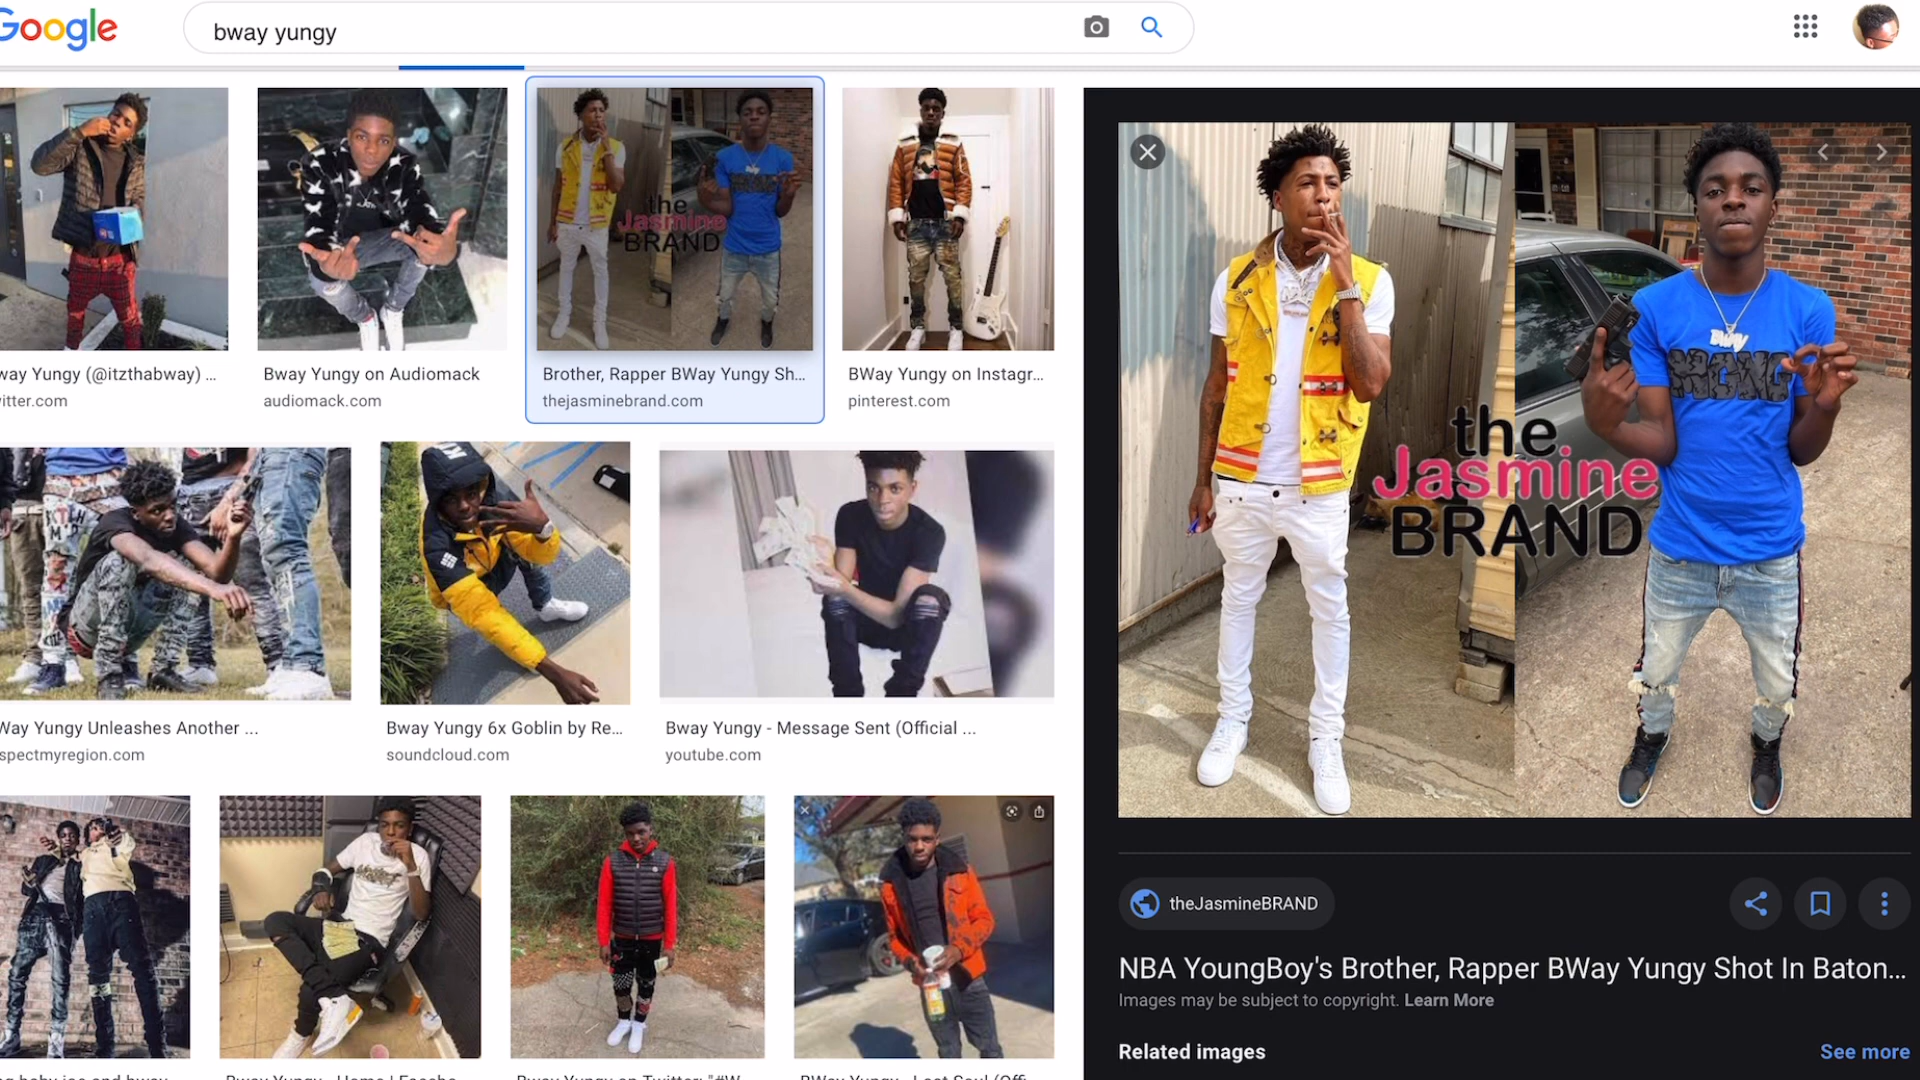 Google
bway yungy
way Yungy (@itzthabway) ...
itter.com
Bway Yungy on Audiomack
audiomack.com
the
Jasmine
BRAND
Brother, Rapper BWay Yungy Sh...
thejasminebrand.com
BWay Yungy on Instagr...
pinterest.com
Way Yungy Unleashes Another ...
spectmyregion.com
Bway Yungy 6x Goblin by Re...
soundcloud.com
Bway Yungy - Message Sent (Official ...
youtube.com
the
Jasmine
BRAND
theJasmineBRAND
NBA YoungBoy's Brother, Rapper BWay Yungy Shot In Baton...
Images may be subject to copyright. Learn More
Related images
See more